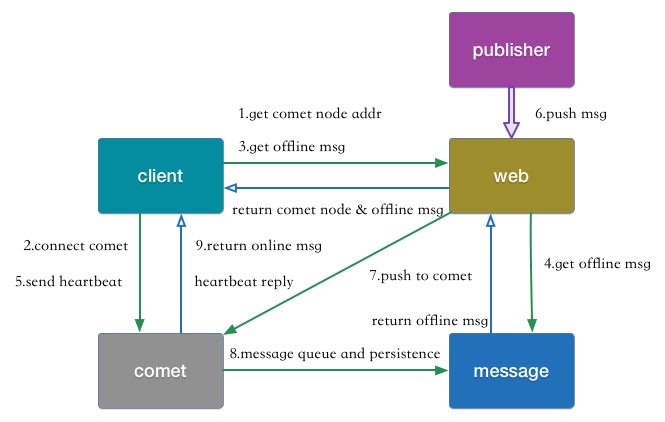 publisher
1.get comet node addr
6.push msg
3.get offline msg
client
web
return comet node & offline msg
2.connect comet
9.return online msg
4.get offline msg
5.send heartbeat
heartbeat reply
7.push to comet
return offline msg
8.message queue and persistence
comet
message